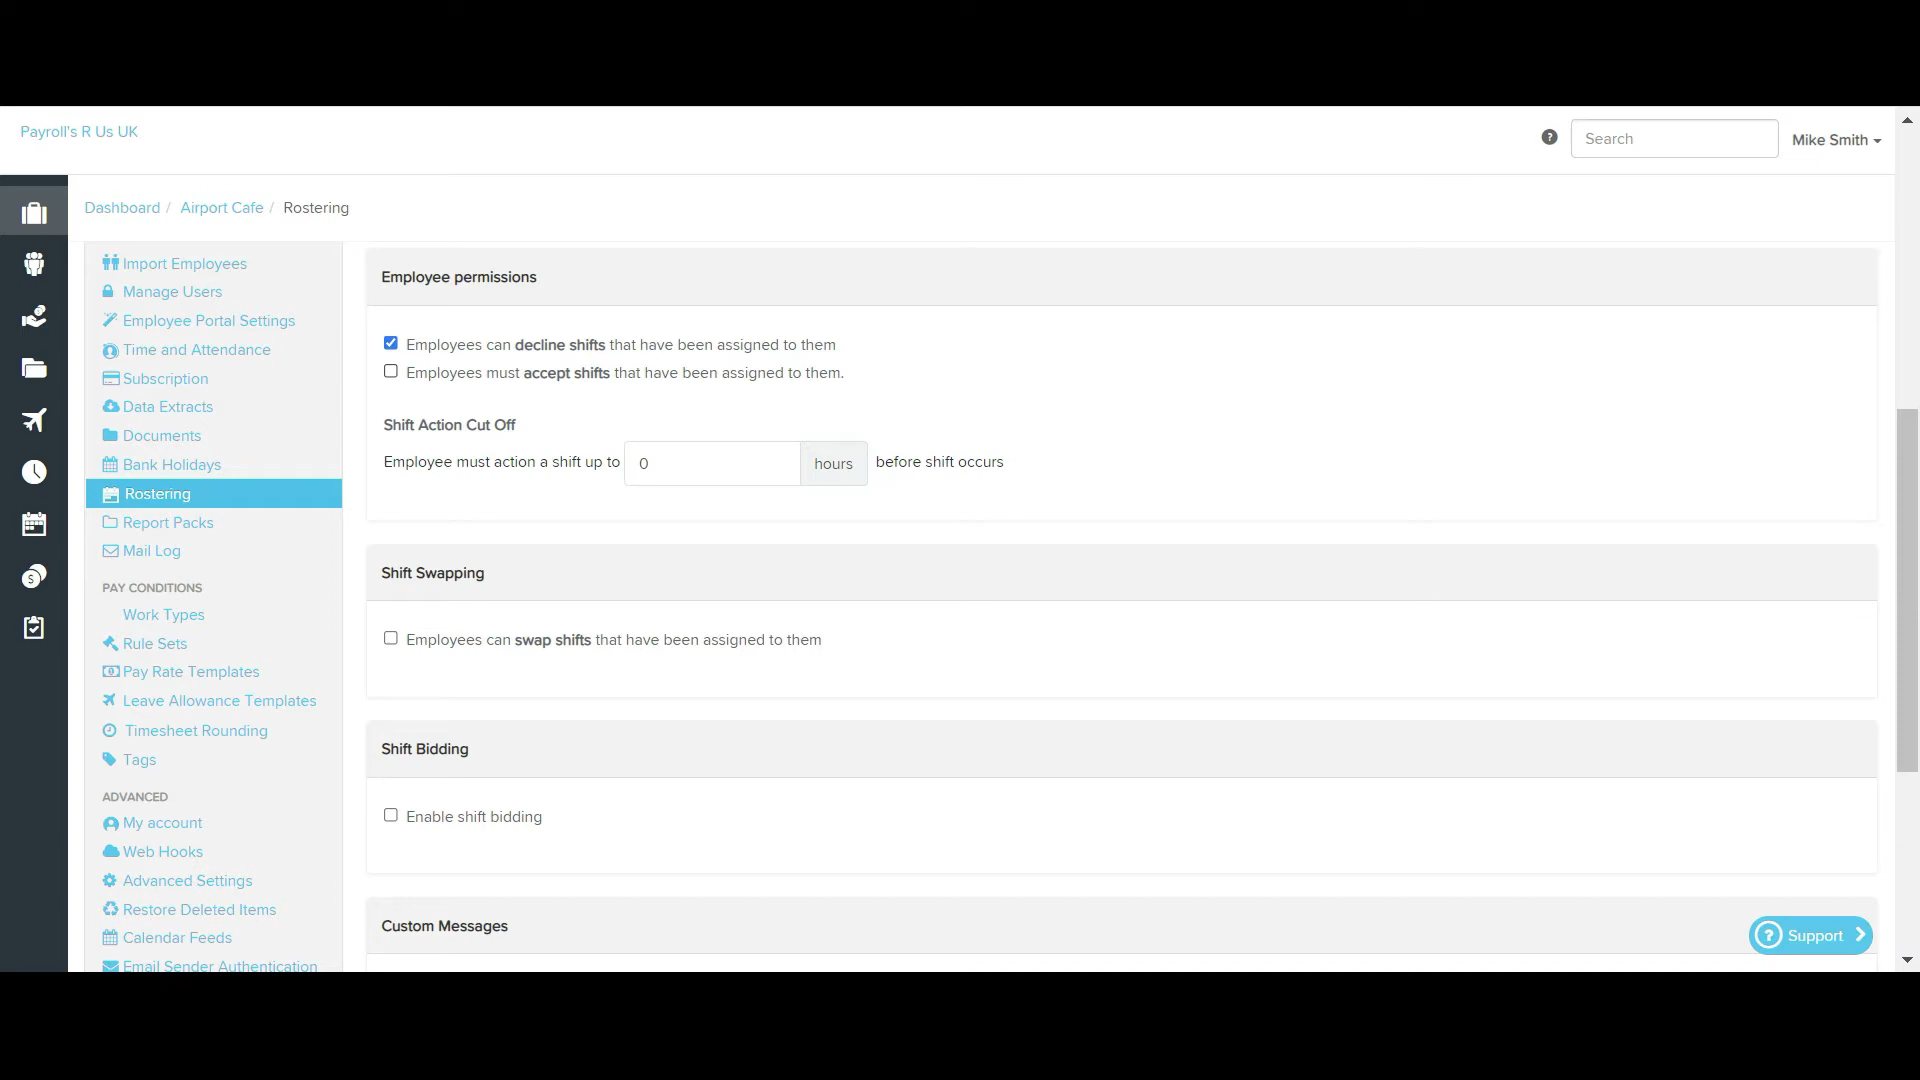 Payroll's R Us UK
?
Search
Mike Smith
Dashboard / Airport Cafe / Rostering
Import Employees
Manage Users
Employee Portal Settings
Time and Attendance
Subscription
Data Extracts
Documents
Bank Holidays
Rostering
Report Packs
Mail Log
PAY CONDITIONS
Work Types
Rule Sets
Pay Rate Templates
Leave Allowance Templates
Timesheet Rounding
Tags
ADVANCED
My account
Web Hooks
Advanced Settings
Restore Deleted Items
Calendar Feeds
Email Sender Authentication
Employee permissions
Employees can decline shifts that have been assigned to them
Employees must accept shifts that have been assigned to them.
Shift Action Cut Off
Employee must action a shift up to 0 hours before shift occurs
Shift Swapping
Employees can swap shifts that have been assigned to them
Shift Bidding
Enable shift bidding
Custom Messages
? Support